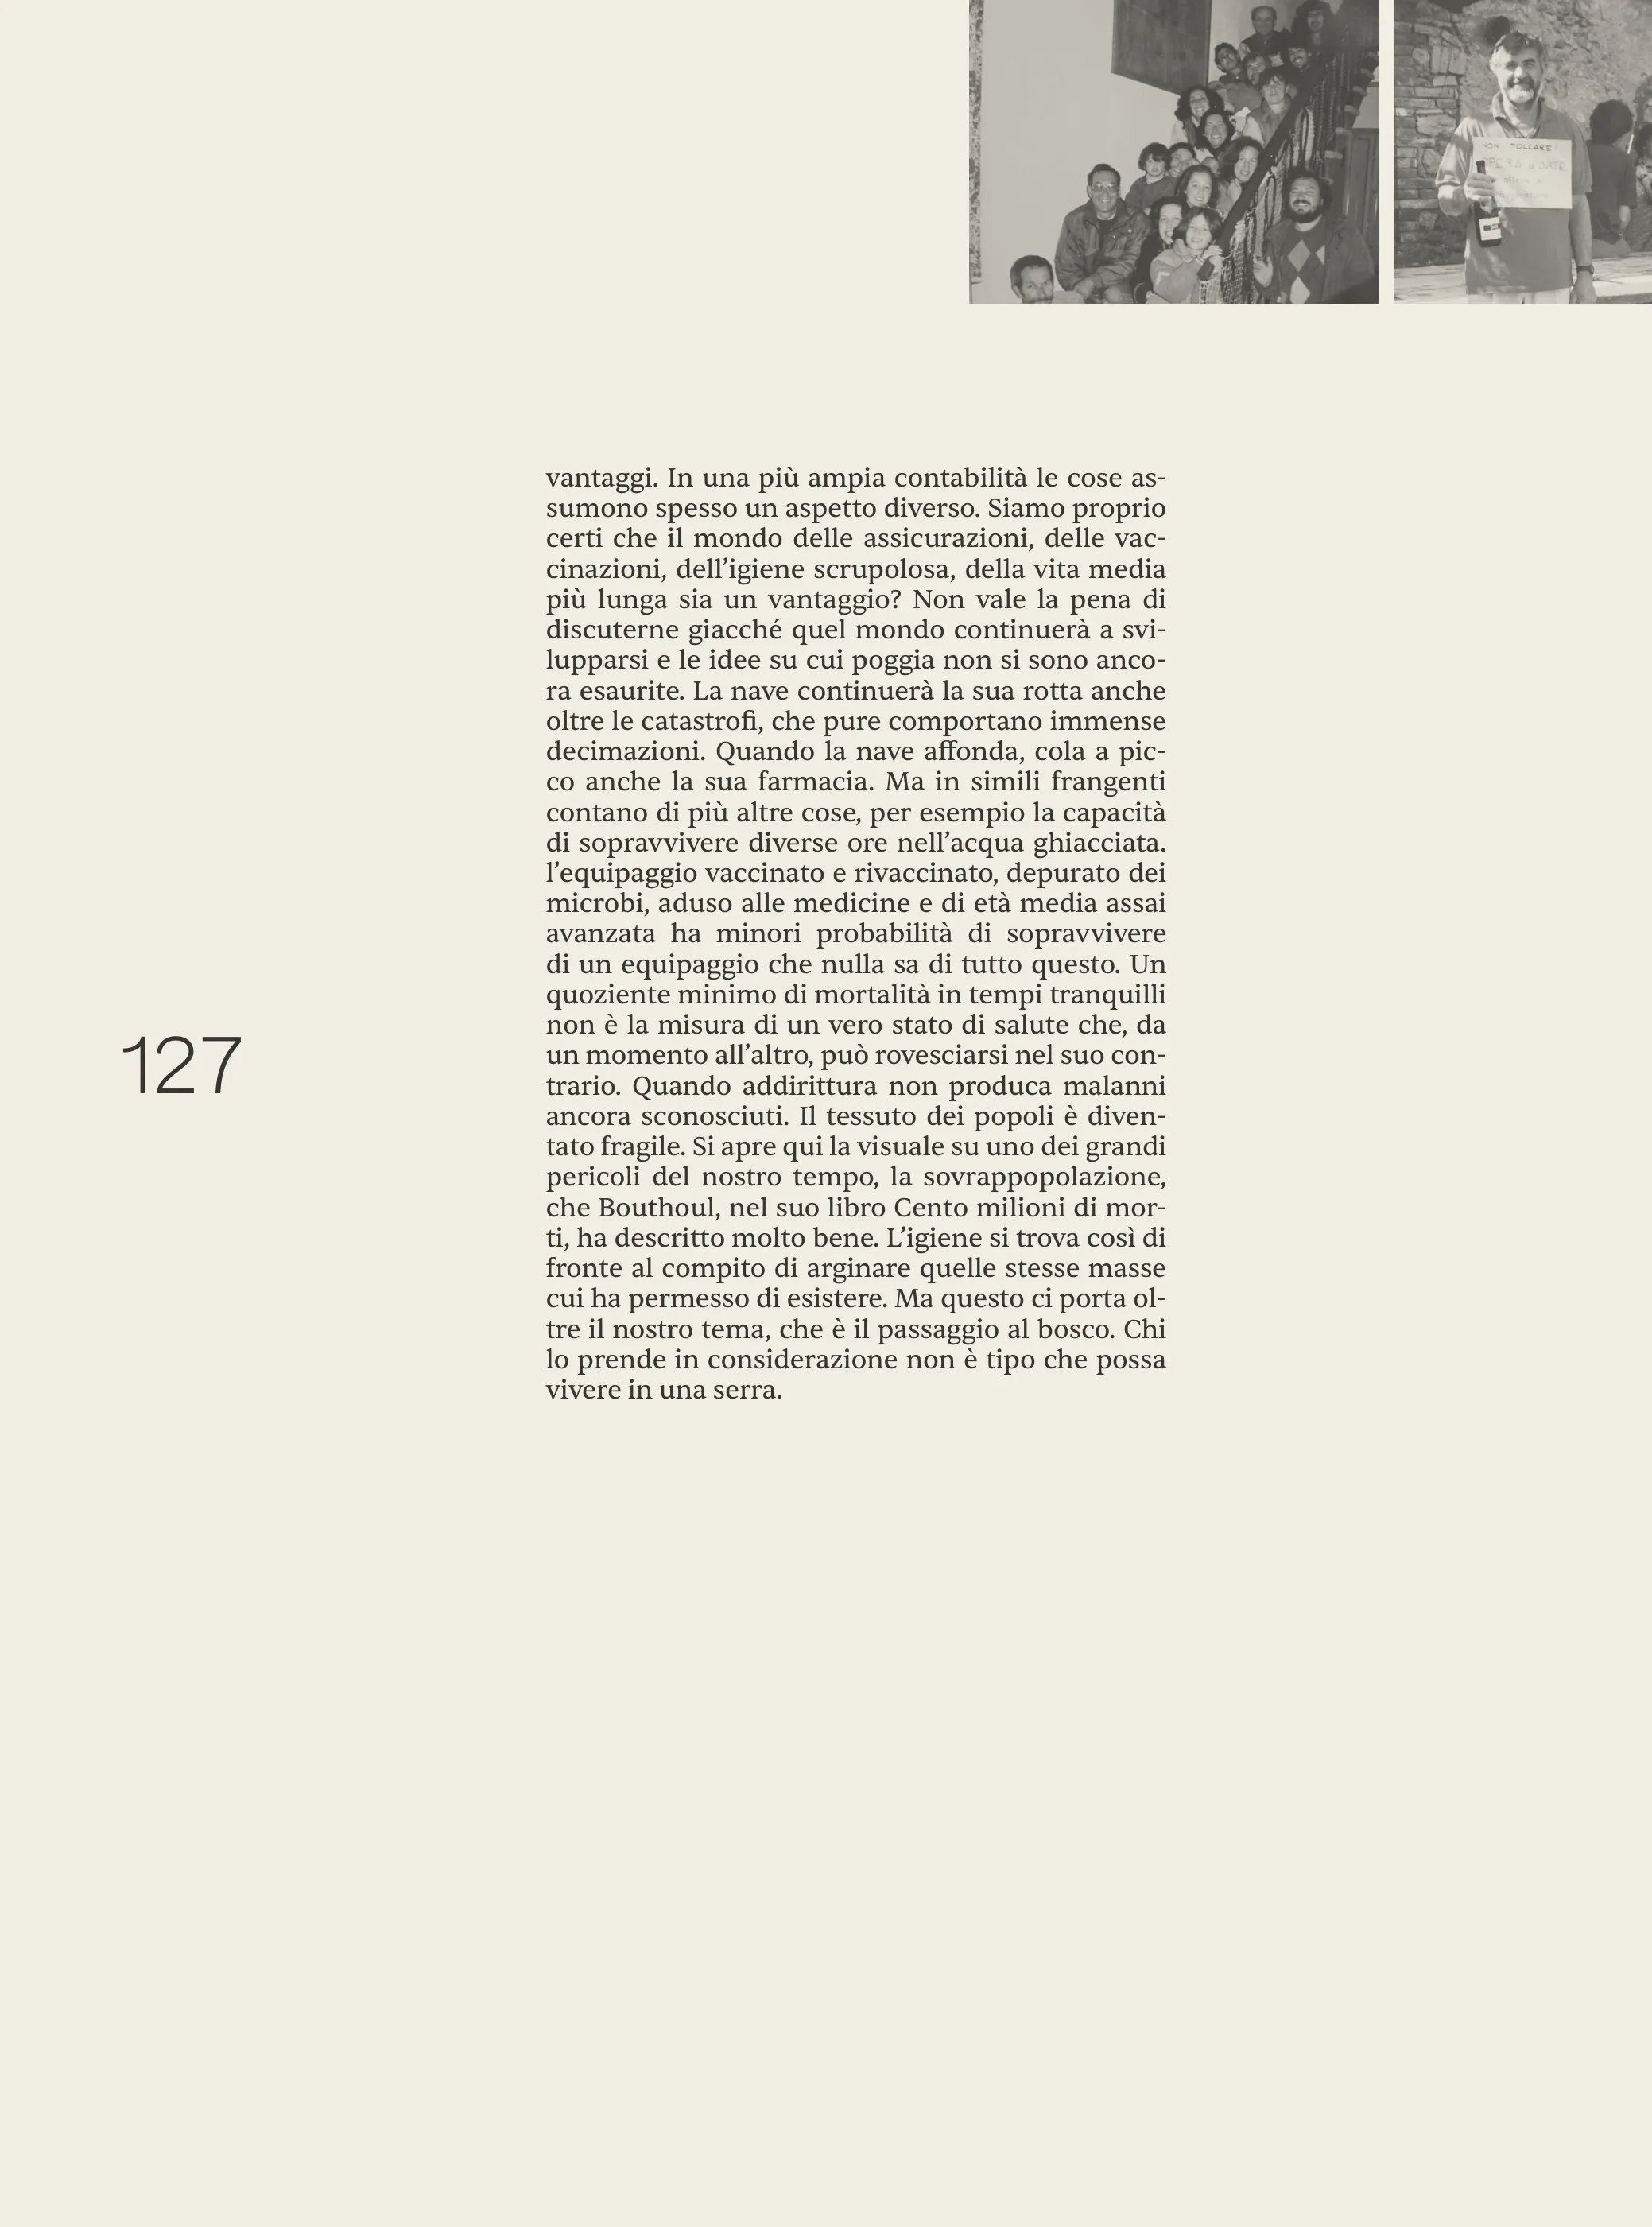 NON TOCCARE!
OPERA d'ARTE
vantaggi. In una più ampia contabilità le cose as-
sumono spesso un aspetto diverso. Siamo proprio
certi che il mondo delle assicurazioni, delle vac-
cinazioni, dell’igiene scrupolosa, della vita media
più lunga sia un vantaggio? Non vale la pena di
discuterne giacché quel mondo continuerà a svi-
lupparsi e le idee su cui poggia non si sono anco-
ra esaurite. La nave continuerà la sua rotta anche
oltre le catastrofi, che pure comportano immense
decimazioni. Quando la nave affonda, cola a pic-
co anche la sua farmacia. Ma in simili frangenti
contano di più altre cose, per esempio la capacità
di sopravvivere diverse ore nell’acqua ghiacciata.
l’equipaggio vaccinato e rivaccinato, depurato dei
microbi, aduso alle medicine e di età media assai
avanzata ha minori probabilità di sopravvivere
di un equipaggio che nulla sa di tutto questo. Un
quoziente minimo di mortalità in tempi tranquilli
non è la misura di un vero stato di salute che, da
un momento all’altro, può rovesciarsi nel suo con-
trario. Quando addirittura non produca malanni
ancora sconosciuti. Il tessuto dei popoli è diven-
tato fragile. Si apre qui la visuale su uno dei grandi
pericoli del nostro tempo, la sovrappopolazione,
che Bouthoul, nel suo libro Cento milioni di mor-
ti, ha descritto molto bene. L’igiene si trova così di
fronte al compito di arginare quelle stesse masse
cui ha permesso di esistere. Ma questo ci porta ol-
tre il nostro tema, che è il passaggio al bosco. Chi
lo prende in considerazione non è tipo che possa
vivere in una serra.
127